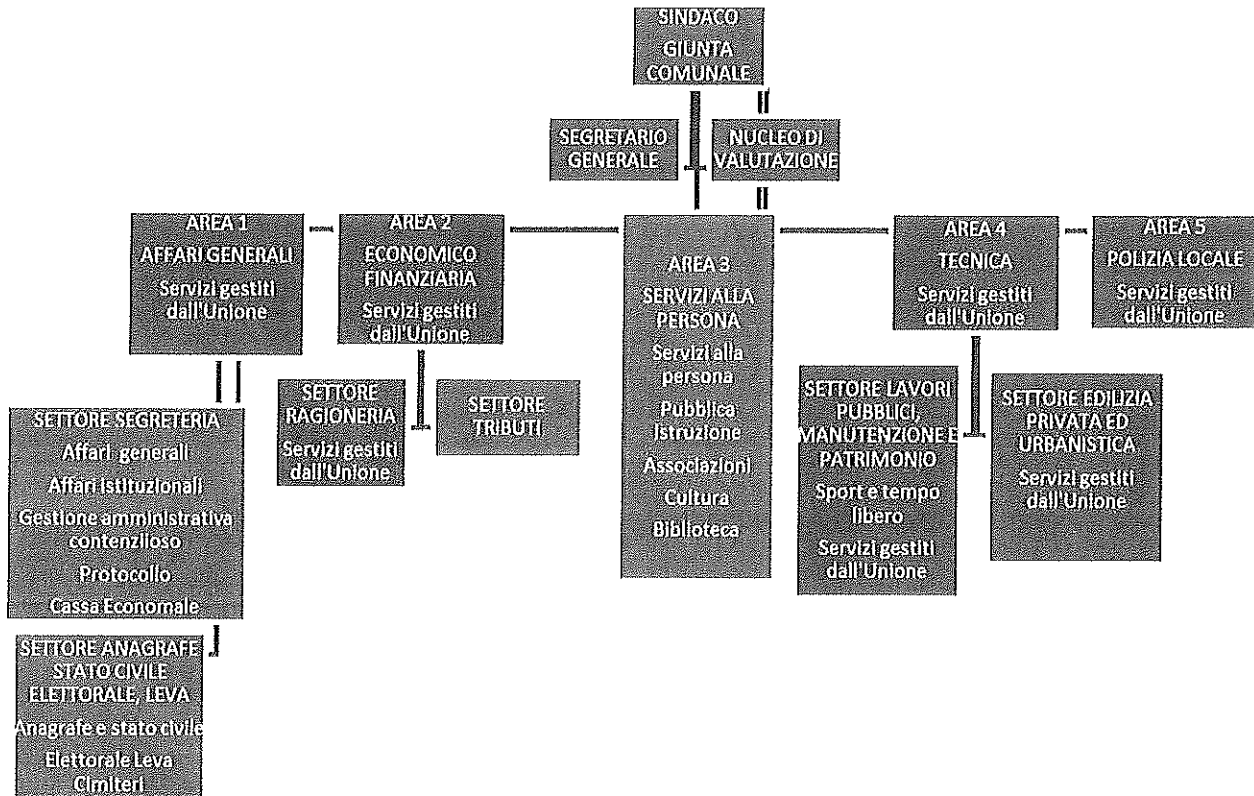 SINDACO
GIUNTA
COMUNALE
SEGRETARIO
GENERALE
NUCLEO DI
VALUTAZIONE
AREA 1
AFFARI GENERALI
Servizi gestiti
dall'Unione
AREA 2
ECONOMICO
FINANZIARIA
Servizi gestiti
dall'Unione
AREA 3
SERVIZI ALLA
PERSONA
Servizi alla
persona
Pubblica
istruzione
Associazioni
Cultura
Biblioteca
AREA 4
TECNICA
Servizi gestiti
dall'Unione
AREA 5
POLIZIA LOCALE
Servizi gestiti
dall'Unione
SETTORE
RAGIONERIA
Servizi gestiti
dall'Unione
SETTORE
TRIBUTI
SETTORE LAVORI
PUBBLICI,
MANUTENZIONE E
PATRIMONIO
Sport e tempo
libero
Servizi gestiti
dall'Unione
SETTORE EDILIZIA
PRIVATA ED
URBANISTICA
Servizi gestiti
dall'Unione
SETTORE SEGRETERIA
Affari generali
Affari istituzionali
Gestione amministrativa
contenzioso
Protocollo
Cassa Economale
SETTORE ANAGRAFE
STATO CIVILE
ELETTORALE, LEVA
Anagrafe e stato civile
Elettorale Leva
Cimiteri